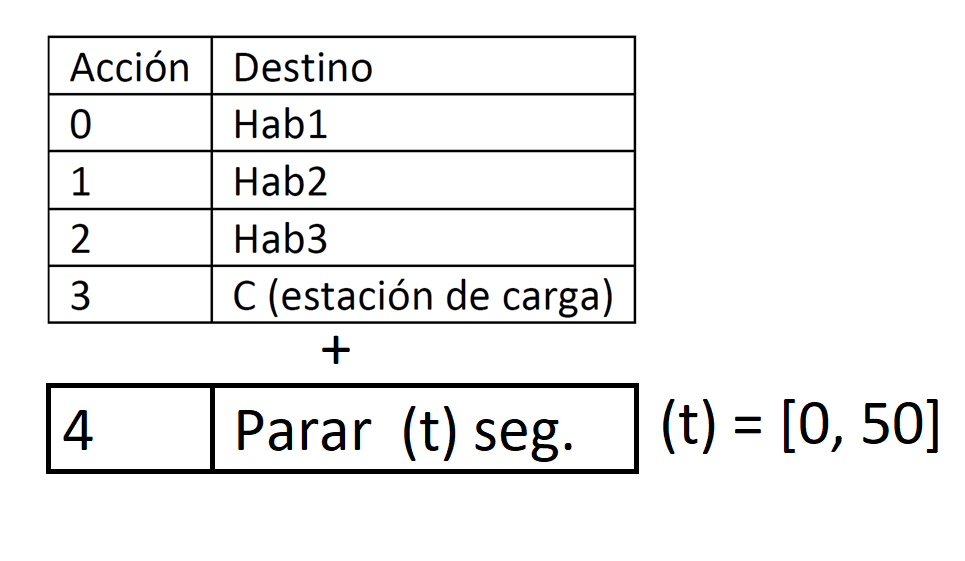 Acción Destino
0 Hab1
1 Hab2
2 Hab3
3 C (estación de carga)
+
4 Parar (t) seg. (t) = [0, 50]